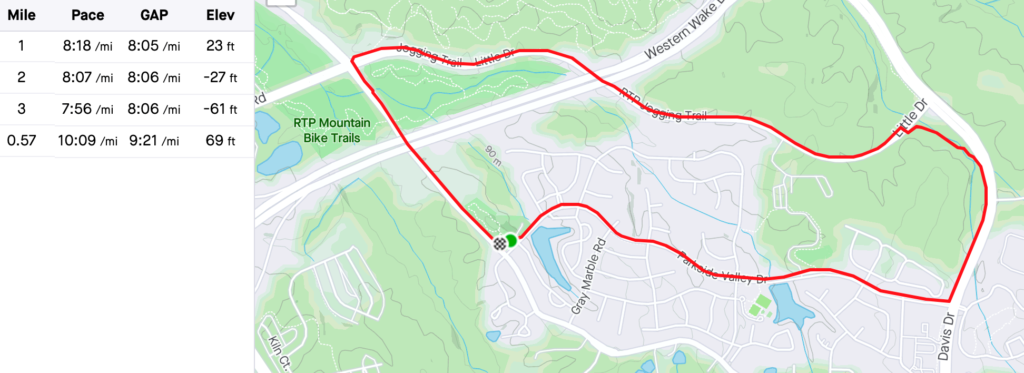 Mile Pace GAP Elev
1 8:18 /mi 8:05 /mi 23 ft
2 8:07 /mi 8:06 /mi -27 ft
3 7:56 /mi 8:06 /mi -61 ft
0.57 10:09 /mi 9:21 /mi 69 ft
Jogging Trail - Little Dr
Western Wake
Rd
RTP Jogging Trail
Little Dr
RTP Mountain
Bike Trails
90 m
Gray Marble Rd
Parkside Valley Dr
Davis Dr
Kiln Ct.